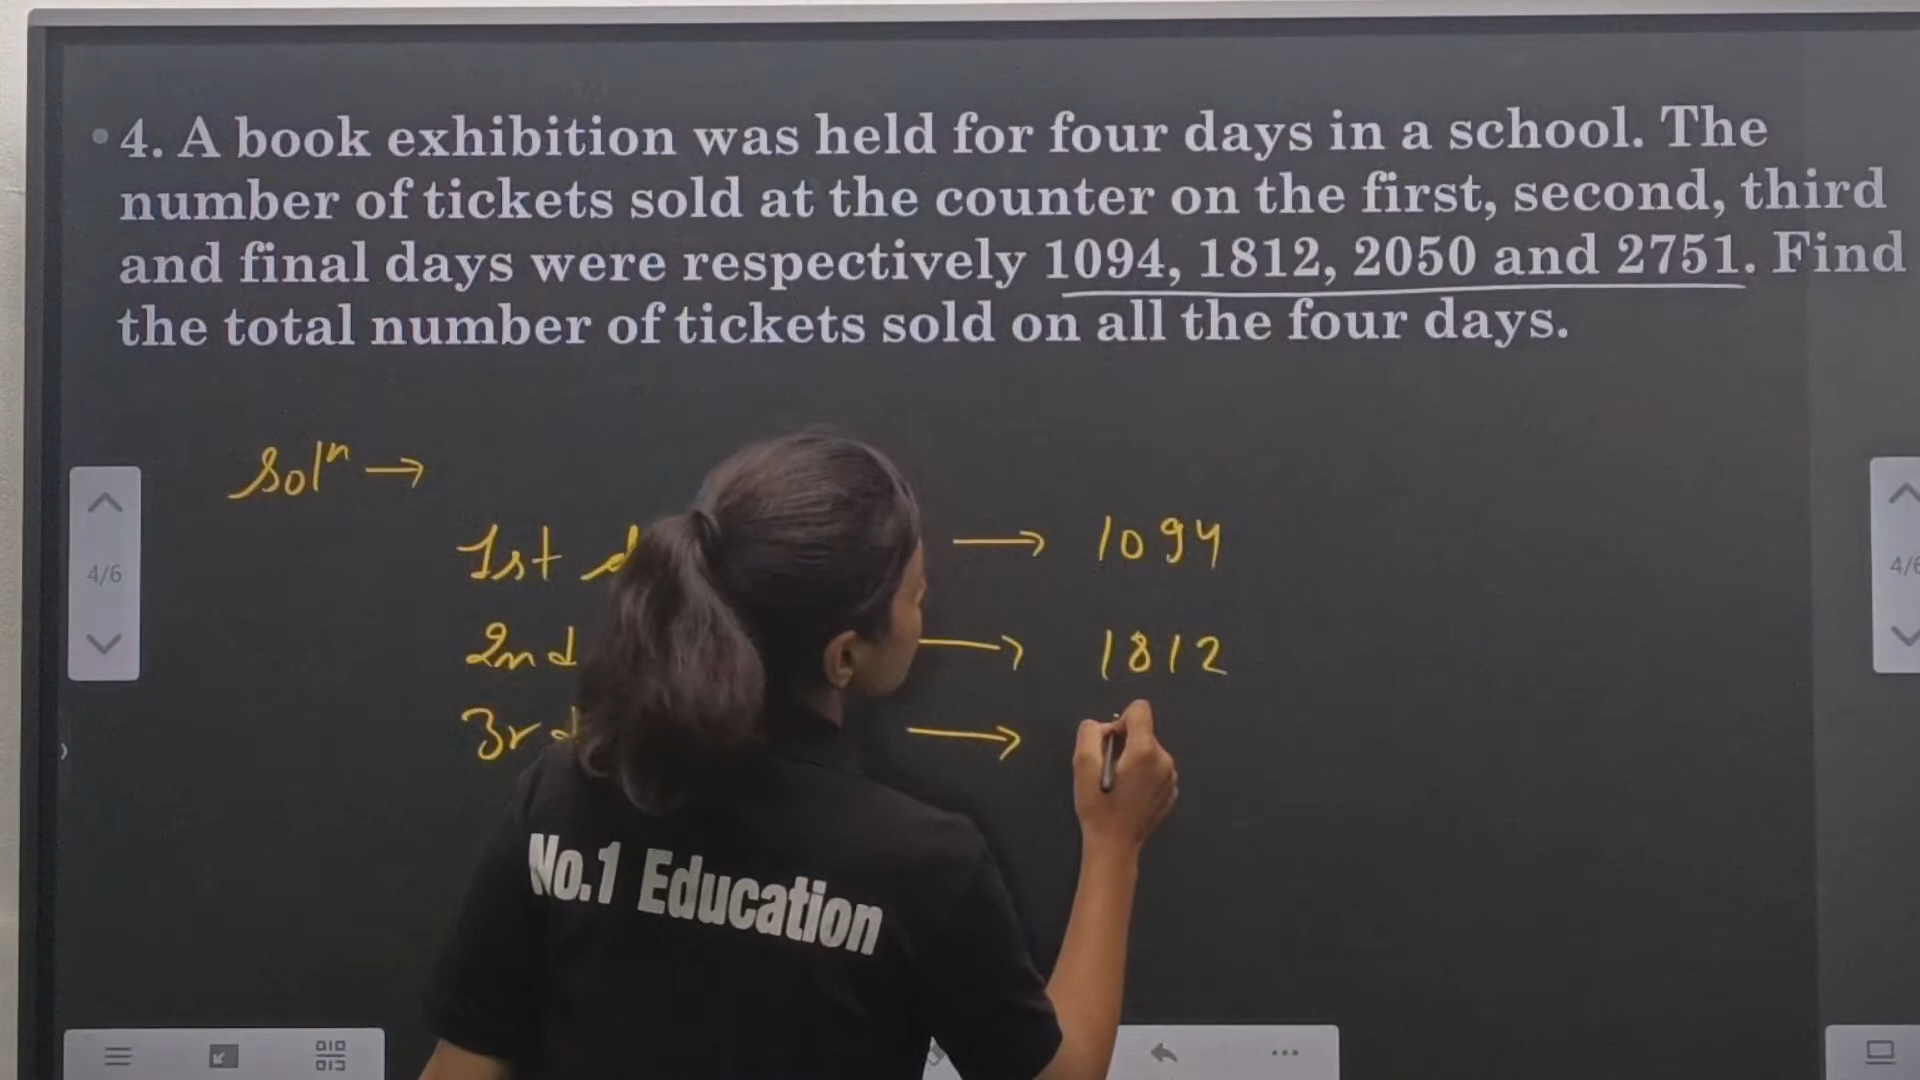 • 4. A book exhibition was held for four days in a school. The
number of tickets sold at the counter on the first, second, third
and final days were respectively 1094, 1812, 2050 and 2751. Find
the total number of tickets sold on all the four days.
Solⁿ →
1st → 1094
2nd → 1812
3rd →
4/6
4/6
No.1 Education